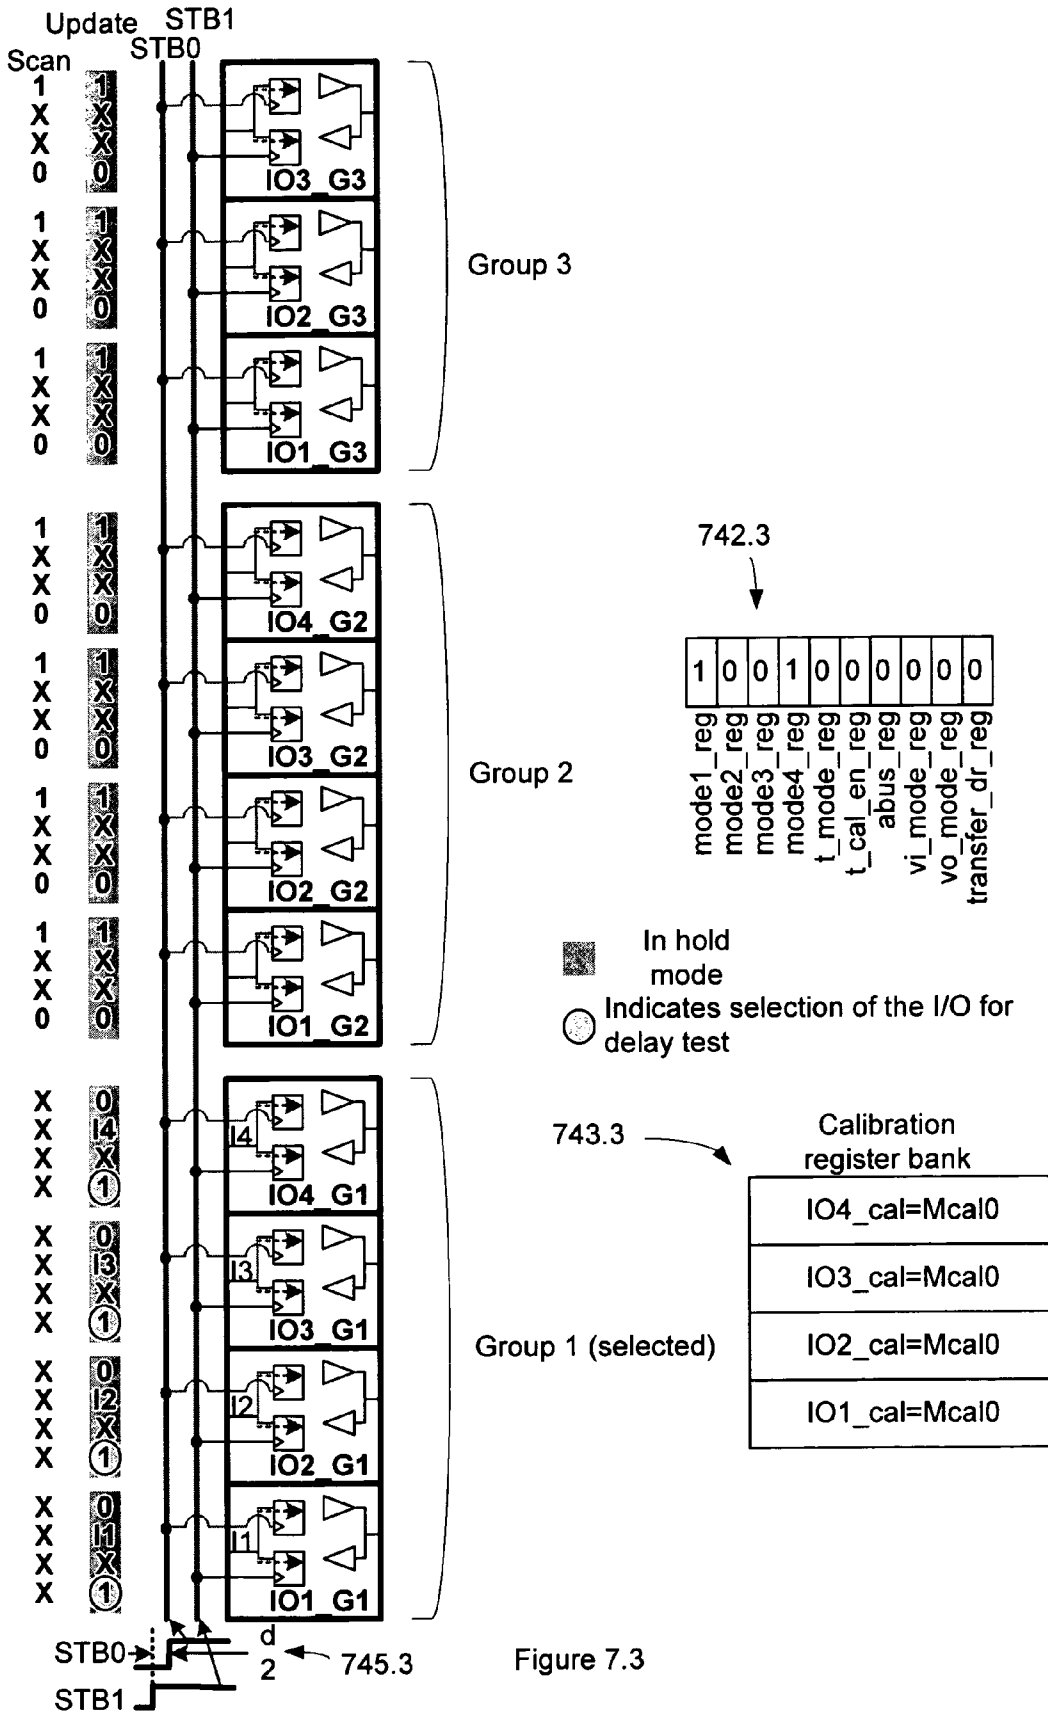 Update STB1
STB0
Scan
1 1
X X
X X
0 0
IO3_G3
1 1
X X
X X
0 0
IO2_G3
1 1
X X
X X
0 0
IO1_G3
Group 3
1 1
X X
X X
0 0
IO4_G2
1 1
X X
X X
0 0
IO3_G2
1 1
X X
X X
0 0
IO2_G2
1 1
X X
X X
0 0
IO1_G2
Group 2
742.3
1 0 0 1 0 0 0 0 0 0
mode1_reg
mode2_reg
mode3_reg
mode4_reg
t_mode_reg
t_cal_en_reg
abus_reg
vi_mode_reg
vo_mode_reg
transfer_dr_reg
In hold
mode
Indicates selection of the I/O for
delay test
X 0
X I4
X X
X 1
I4
IO4_G1
X 0
X I3
X X
X 1
I3
IO3_G1
X 0
X I2
X X
X 1
I2
IO2_G1
X 0
X I1
X X
X 1
I1
IO1_G1
Group 1 (selected)
743.3
Calibration
register bank
IO4_cal=Mcal0
IO3_cal=Mcal0
IO2_cal=Mcal0
IO1_cal=Mcal0
STB0
d
2
745.3
STB1
Figure 7.3